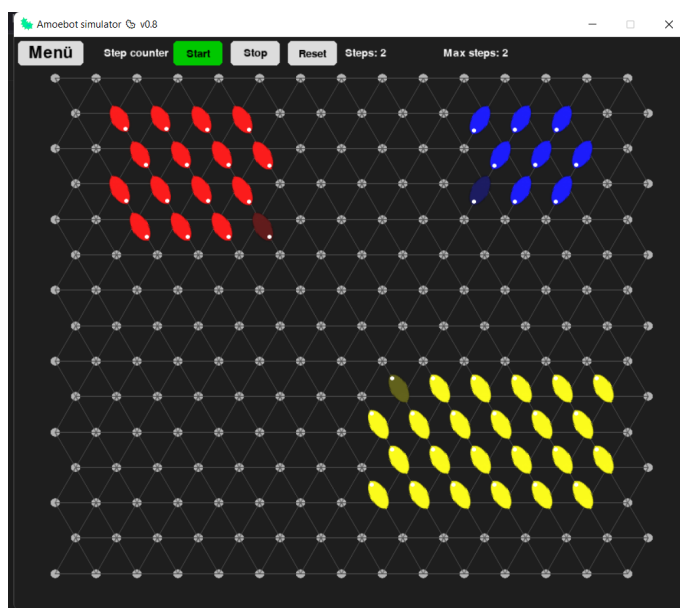 Amoebot simulator v0.8
Menü Step counter Start Stop Reset Steps: 2 Max steps: 2